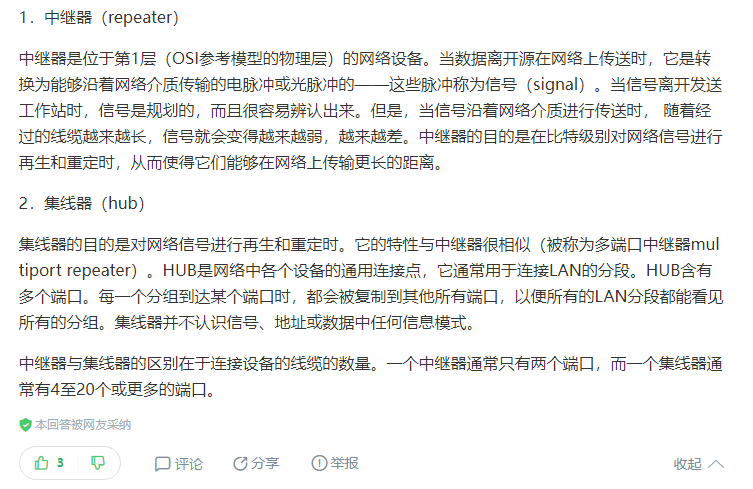 1．中继器（repeater）
中继器是位于第1层（OSI参考模型的物理层）的网络设备。当数据离开源在网络上传送时，它是转
换为能够沿着网络介质传输的电脉冲或光脉冲的——这些脉冲称为信号（signal）。当信号离开发送
工作站时，信号是规划的，而且很容易辨认出来。但是，当信号沿着网络介质进行传送时， 随着经
过的线缆越来越长，信号就会变得越来越弱，越来越差。中继器的目的是在比特级别对网络信号进行
再生和重定时，从而使得它们能够在网络上传输更长的距离。
2．集线器（hub）
集线器的目的是对网络信号进行再生和重定时。它的特性与中继器很相似（被称为多端口中继器mul
tiport repeater）。HUB是网络中各个设备的通用连接点，它通常用于连接LAN的分段。HUB含有
多个端口。每一个分组到达某个端口时，都会被复制到其他所有端口，以便所有的LAN分段都能看见
所有的分组。集线器并不认识信号、地址或数据中任何信息模式。
中继器与集线器的区别在于连接设备的线缆的数量。一个中继器通常只有两个端口，而一个集线器通
常有4至20个或更多的端口。
本回答被网友采纳
3 评论 分享 举报 收起